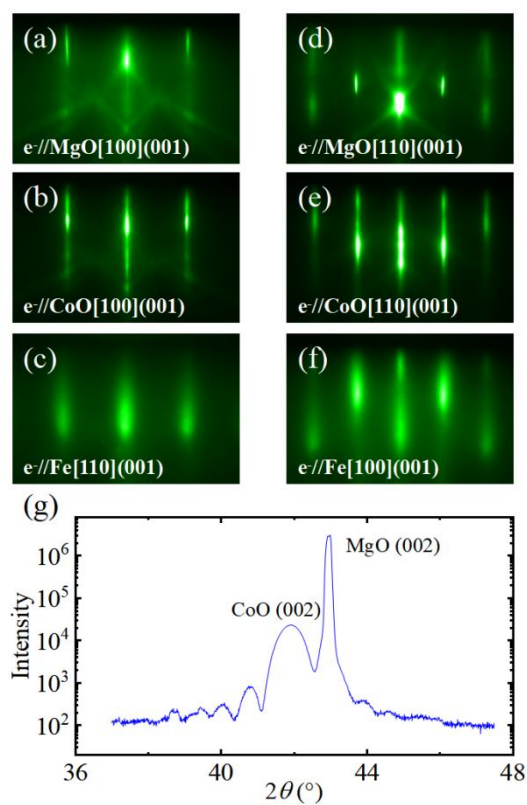 (a)
e-//MgO[100](001)
(b)
e-//CoO[100](001)
(c)
e-//Fe[110](001)
(d)
e-//MgO[110](001)
(e)
e-//CoO[110](001)
(f)
e-//Fe[100](001)
(g)
10⁶
10⁵
10⁴
10³
10²
Intensity
MgO (002)
CoO (002)
36
40
44
48
2θ (°)